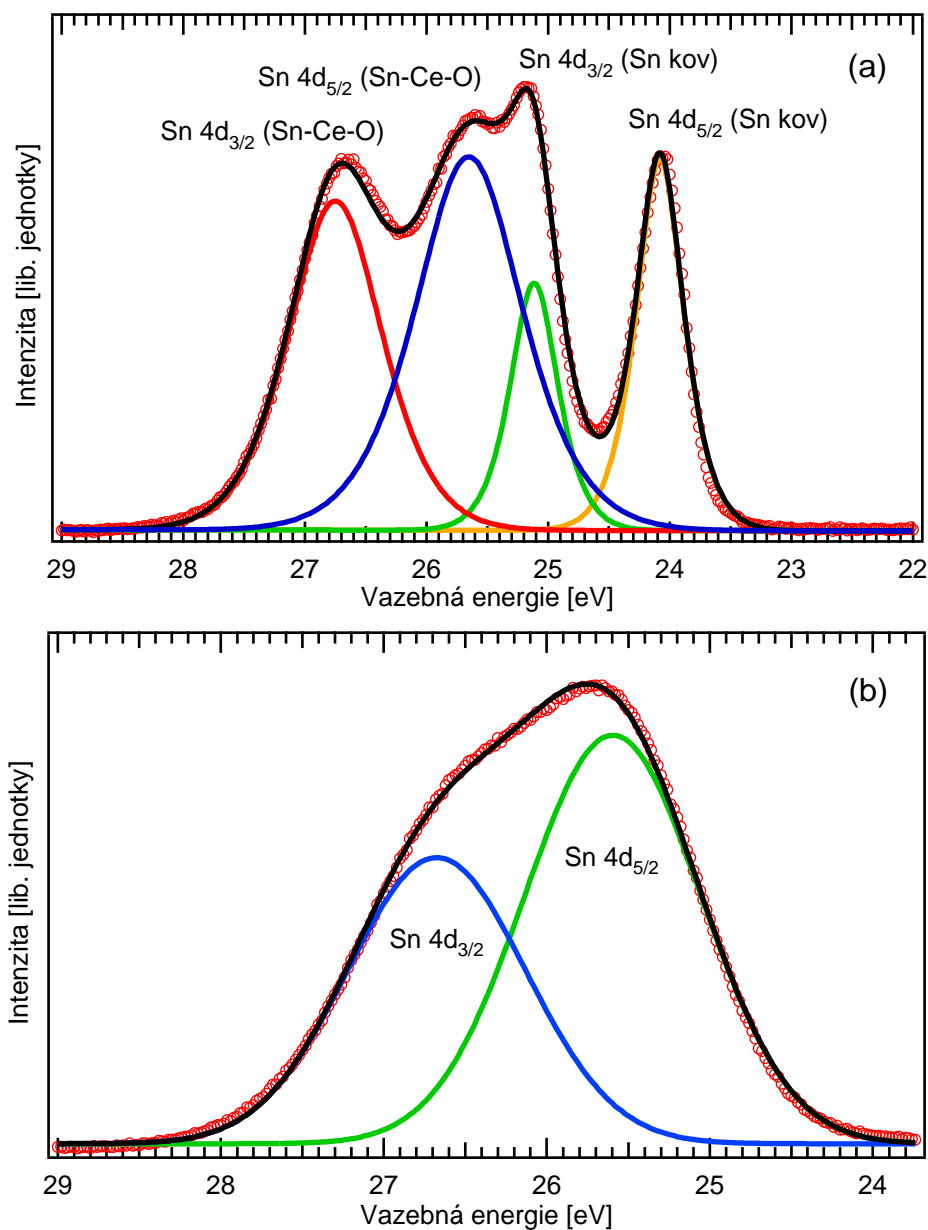 (a)
Sn 4d3/2 (Sn kov)
Sn 4d5/2 (Sn-Ce-O)
Sn 4d5/2 (Sn kov)
Sn 4d3/2 (Sn-Ce-O)
Intenzita [lib. jednotky]
29 28 27 26 25 24 23 22
Vazebná energie [eV]
(b)
Sn 4d5/2
Sn 4d3/2
Intenzita [lib. jednotky]
29 28 27 26 25 24
Vazebná energie [eV]